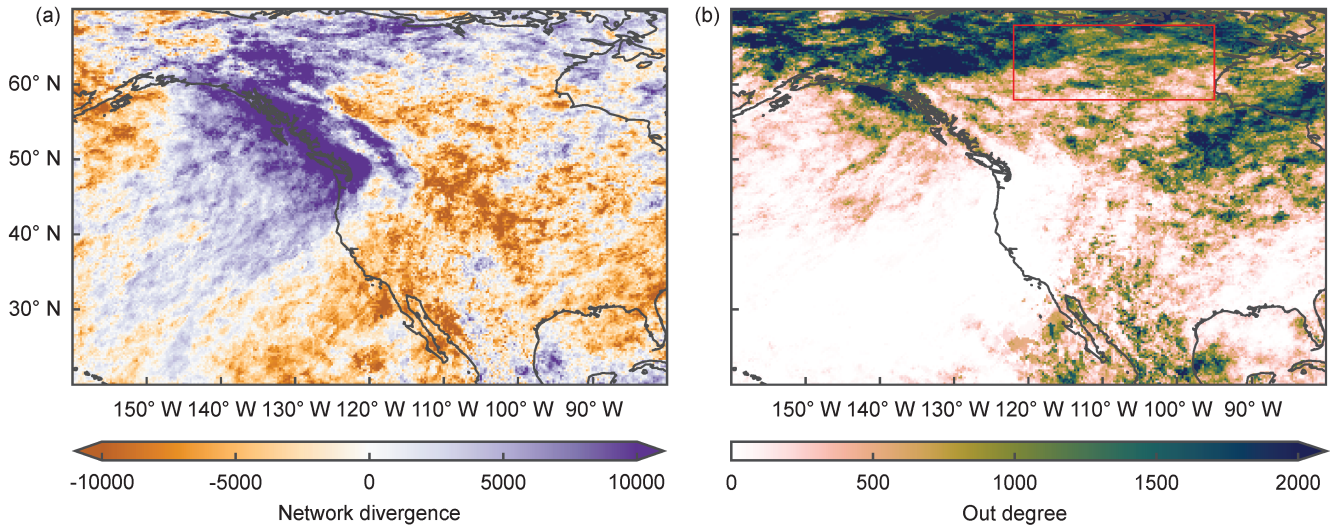 (a)
60° N
50° N
40° N
30° N
150° W 140° W 130° W 120° W 110° W 100° W 90° W
-10000 -5000 0 5000 10000
Network divergence
(b)
150° W 140° W 130° W 120° W 110° W 100° W 90° W
0 500 1000 1500 2000
Out degree